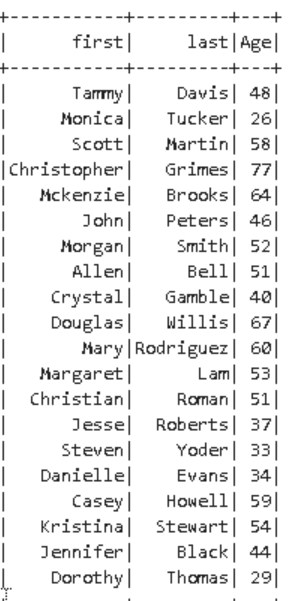 +-----------+---------+---+
|      first|     last|Age|
+-----------+---------+---+
|      Tammy|    Davis| 48|
|     Monica|   Tucker| 26|
|      Scott|   Martin| 58|
|Christopher|   Grimes| 77|
|   Mckenzie|   Brooks| 64|
|       John|   Peters| 46|
|     Morgan|    Smith| 52|
|      Allen|     Bell| 51|
|    Crystal|   Gamble| 40|
|    Douglas|   Willis| 67|
|       Mary|Rodriguez| 60|
|   Margaret|      Lam| 53|
|  Christian|    Roman| 51|
|      Jesse|  Roberts| 37|
|     Steven|    Yoder| 33|
|   Danielle|    Evans| 34|
|      Casey|   Howell| 59|
|   Kristina|  Stewart| 54|
|   Jennifer|    Black| 44|
|    Dorothy|   Thomas| 29|